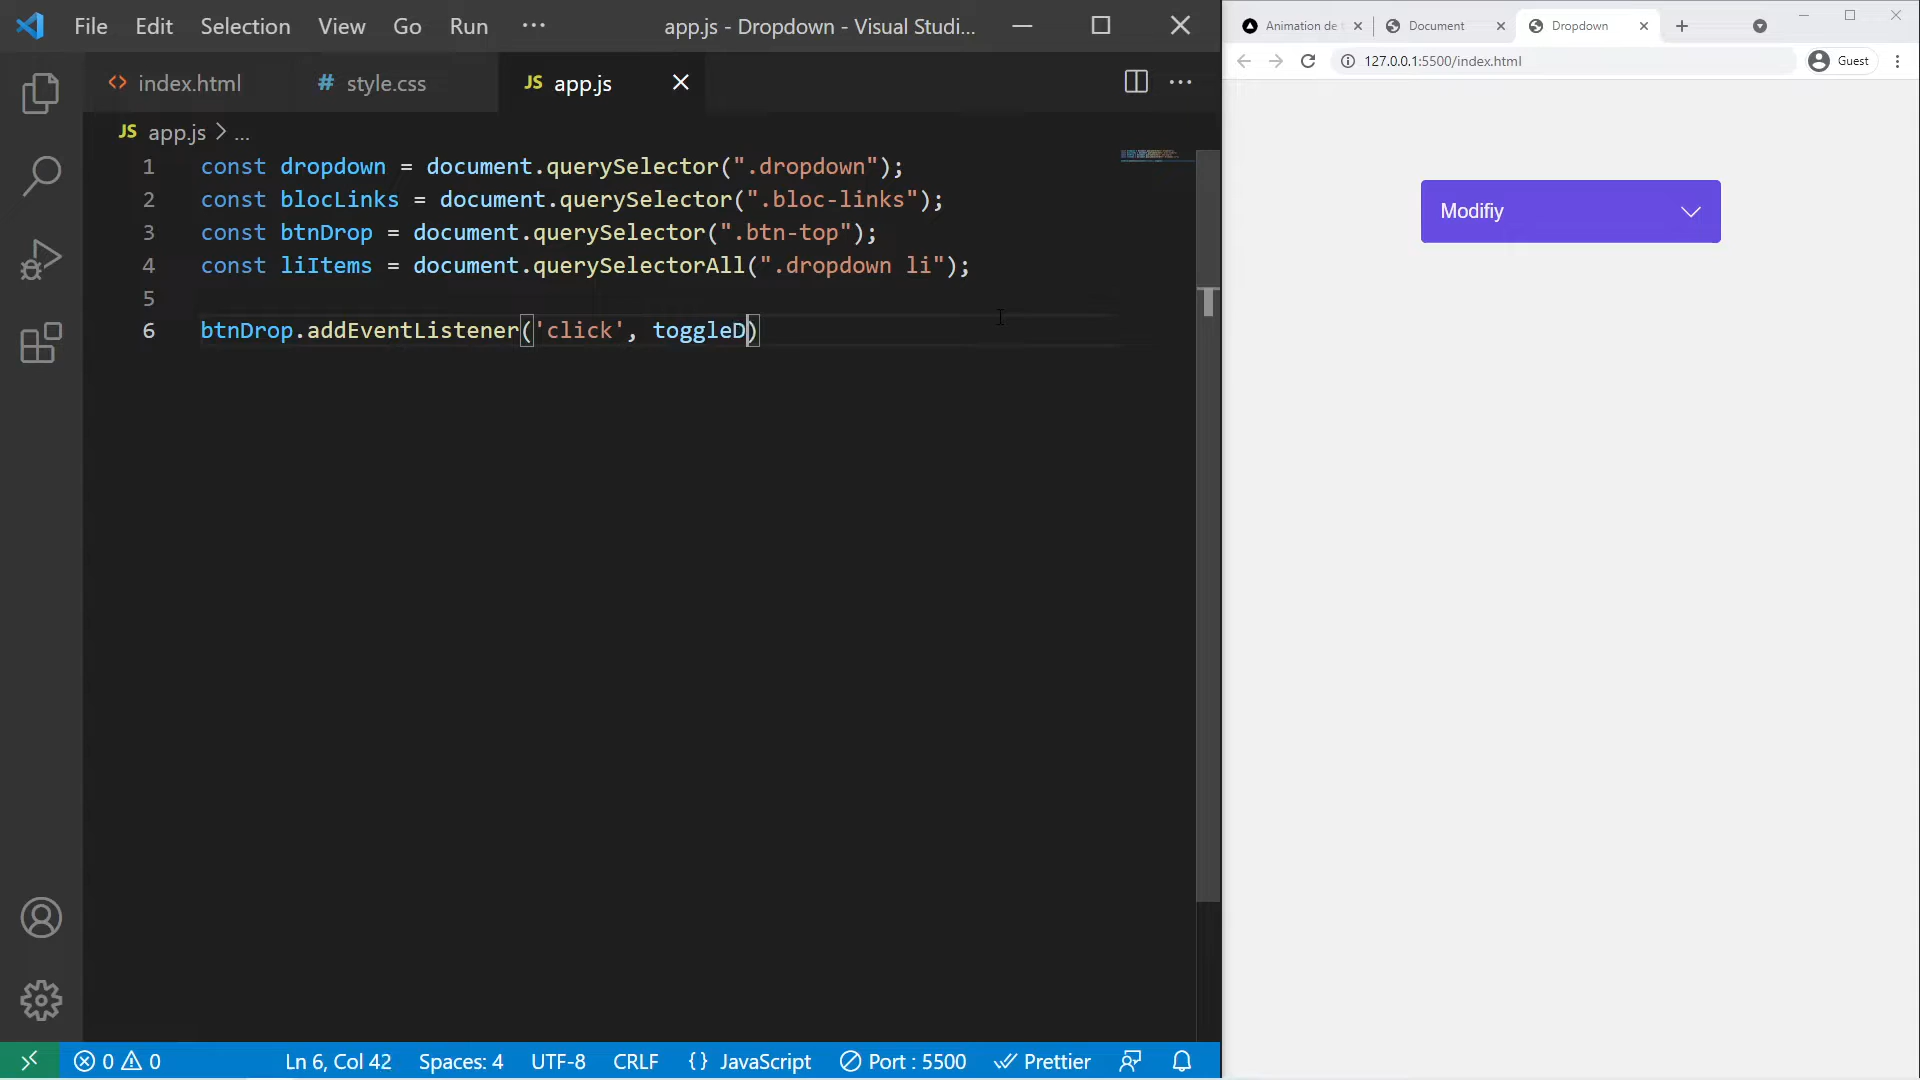 File Edit Selection View Go Run ··· app.js - Dropdown - Visual Studi...
index.html # style.css JS app.js
JS app.js > ...
1 const dropdown = document.querySelector(".dropdown");
2 const blocLinks = document.querySelector(".bloc-links");
3 const btnDrop = document.querySelector(".btn-top");
4 const liItems = document.querySelectorAll(".dropdown li");
5
6 btnDrop.addEventListener('click', toggleD)
0 0 Ln 6, Col 42 Spaces: 4 UTF-8 CRLF {} JavaScript Port : 5500 Prettier
Animation de Document Dropdown
127.0.0.1:5500/index.html Guest
Modifiy